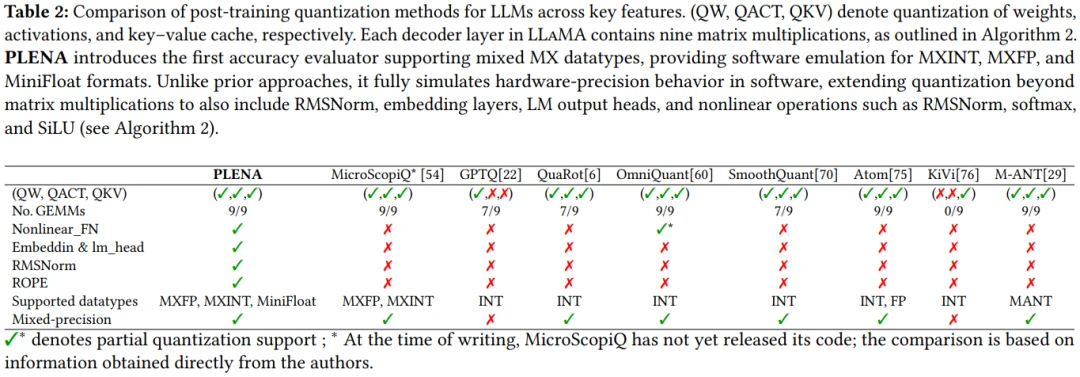 Table 2: Comparison of post-training quantization methods for LLMs across key features. (QW, QACT, QKV) denote quantization of weights,
activations, and key–value cache, respectively. Each decoder layer in LLaMA contains nine matrix multiplications, as outlined in Algorithm 2.
PLENA introduces the first accuracy evaluator supporting mixed MX datatypes, providing software emulation for MXINT, MXFP, and
MiniFloat formats. Unlike prior approaches, it fully simulates hardware-precision behavior in software, extending quantization beyond
matrix multiplications to also include RMSNorm, embedding layers, LM output heads, and nonlinear operations such as RMSNorm, softmax,
and SiLU (see Algorithm 2).
PLENA MicroScopiQ* [54] GPTQ[22] QuaRot[6] OmniQuant[60] SmoothQuant[70] Atom[75] KiVi[76] M-ANT[29]
(QW, QACT, QKV) (✓,✓,✓) (✓,✓,✓) (✓,✗,✗) (✓,✓,✓) (✓,✓,✓) (✓,✓,✓) (✓,✓,✓) (✗,✗,✓) (✓,✓,✓)
No. GEMMs 9/9 9/9 7/9 7/9 9/9 7/9 9/9 0/9 9/9
Nonlinear_FN ✓ ✗ ✗ ✗ ✓* ✗ ✗ ✗ ✗
Embeddin & lm_head ✓ ✗ ✗ ✗ ✗ ✗ ✗ ✗ ✗
RMSNorm ✓ ✗ ✗ ✗ ✗ ✗ ✗ ✗ ✗
ROPE ✓ ✗ ✗ ✗ ✗ ✗ ✗ ✗ ✗
Supported datatypes MXFP, MXINT, MiniFloat MXFP, MXINT INT INT INT INT INT, FP INT MANT
Mixed-precision ✓ ✓ ✗ ✓ ✓ ✓ ✓ ✗ ✓
✓* denotes partial quantization support ; * At the time of writing, MicroScopiQ has not yet released its code; the comparison is based on
information obtained directly from the authors.